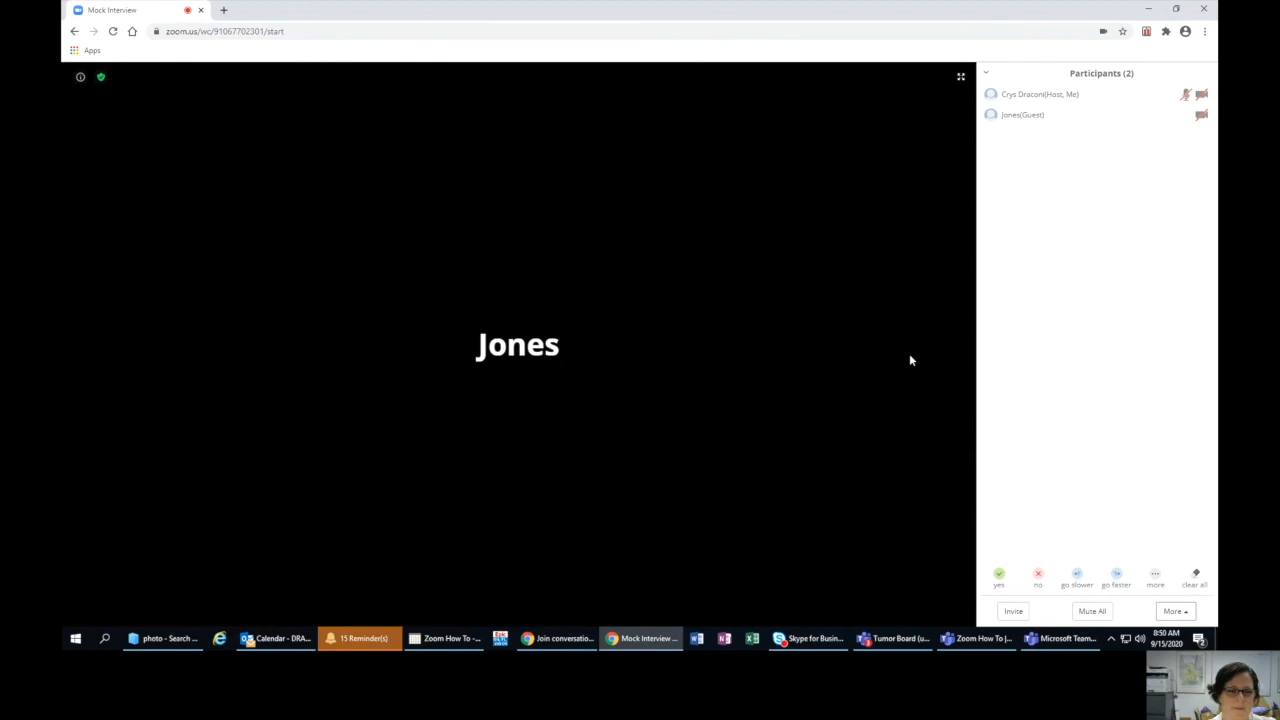 Mock Interview
zoom.us/wc/91067702301/start
Apps
Participants (2)
Crys Draconi(Host, Me)
Jones(Guest)
Jones
yes no go slower go faster more clear all
Invite Mute All More
photo - Search ... Calendar - DRA... 15 Reminder(s) Zoom How To -... Join conversatio... Mock Interview ... Skype for Busin... Tumor Board (u... Zoom How To |... Microsoft Team... 8:50 AM
9/15/2020